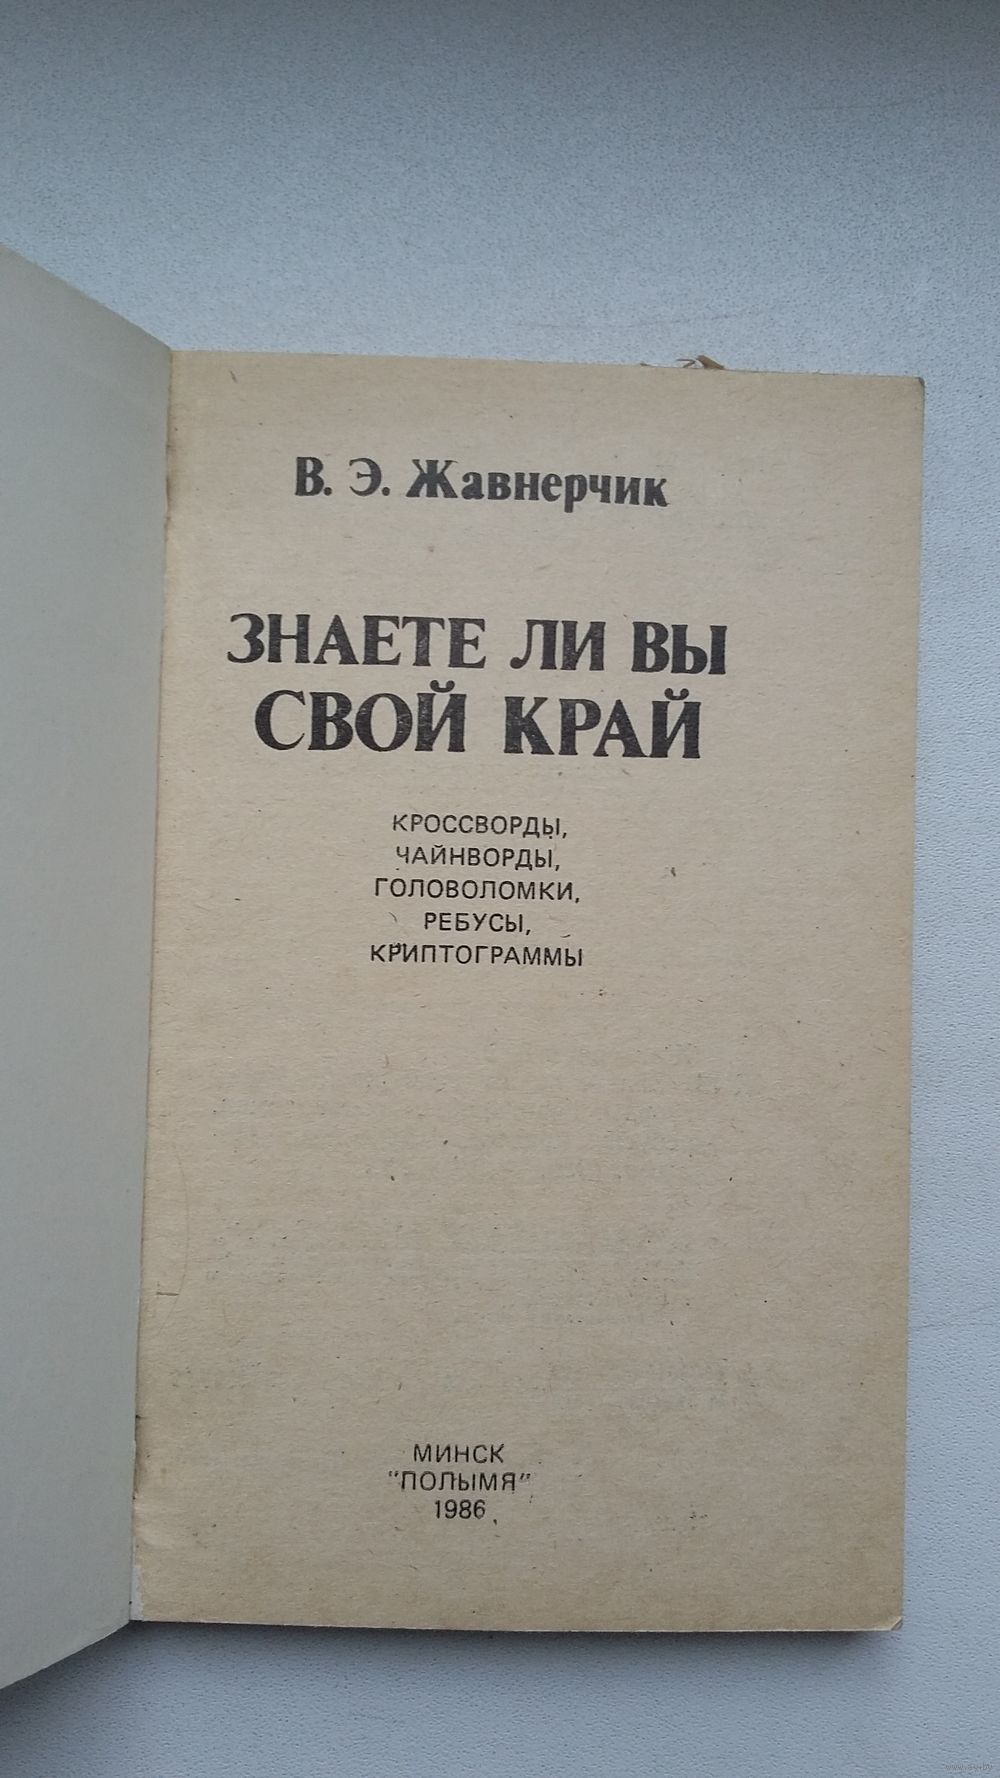 В. Э. Жавнерчик
ЗНАЕТЕ ЛИ ВЫ
СВОЙ КРАЙ
КРОССВОРДЫ,
ЧАЙНВОРДЫ,
ГОЛОВОЛОМКИ,
РЕБУСЫ,
КРИПТОГРАММЫ
МИНСК
"ПОЛЫМЯ"
1986